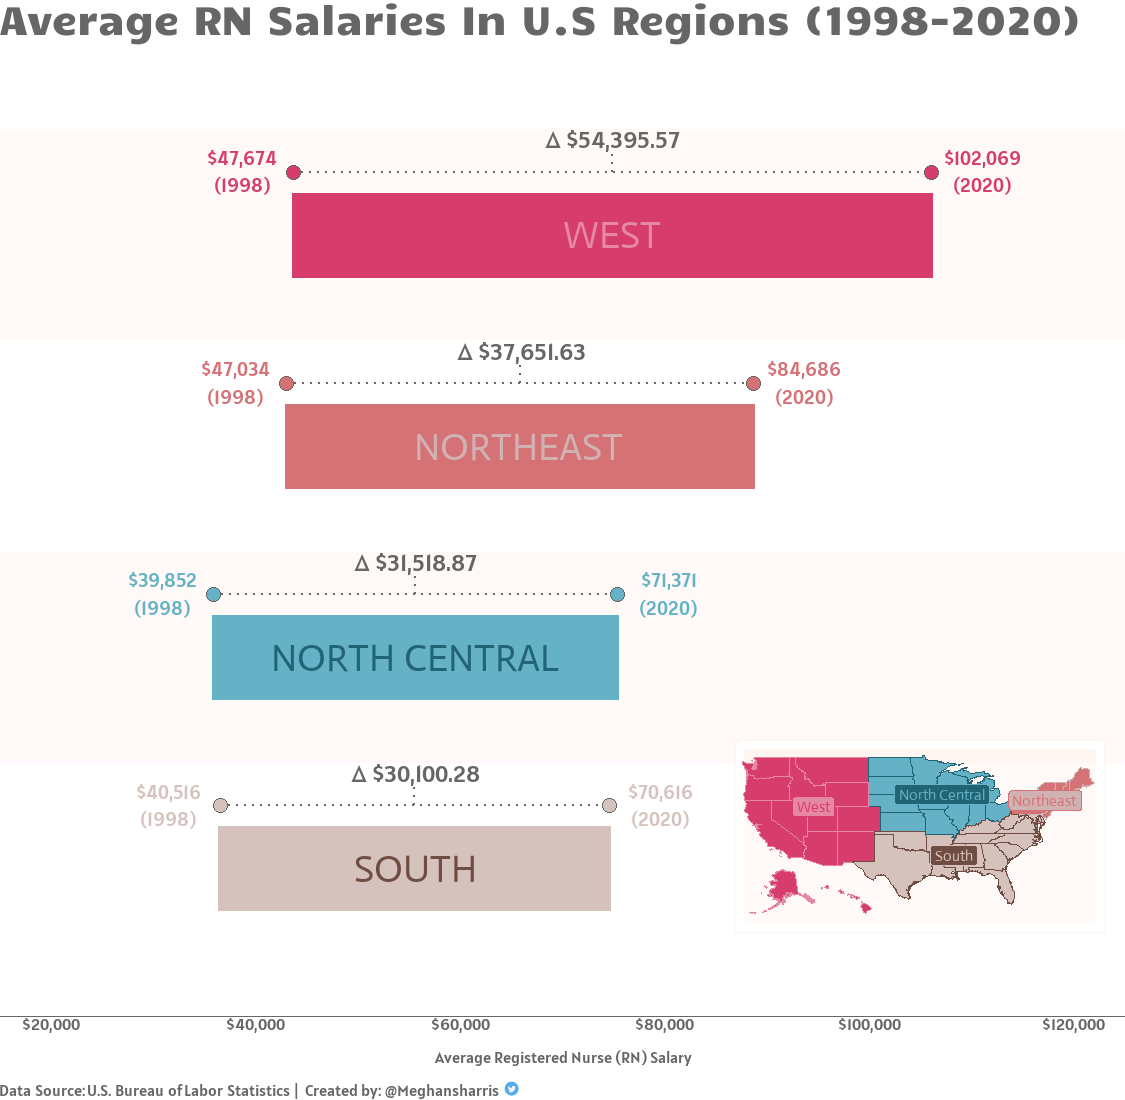 Average RN Salaries In U.S Regions (1998-2020)
Δ $54,395.57
$47,674
(1998)
$102,069
(2020)
WEST
Δ $37,651.63
$47,034
(1998)
$84,686
(2020)
NORTHEAST
Δ $31,518.87
$39,852
(1998)
$71,371
(2020)
NORTH CENTRAL
Δ $30,100.28
$40,516
(1998)
$70,616
(2020)
SOUTH
North Central
Northeast
West
South
$20,000 $40,000 $60,000 $80,000 $100,000 $120,000
Average Registered Nurse (RN) Salary
Data Source: U.S. Bureau of Labor Statistics | Created by: @Meghansharris